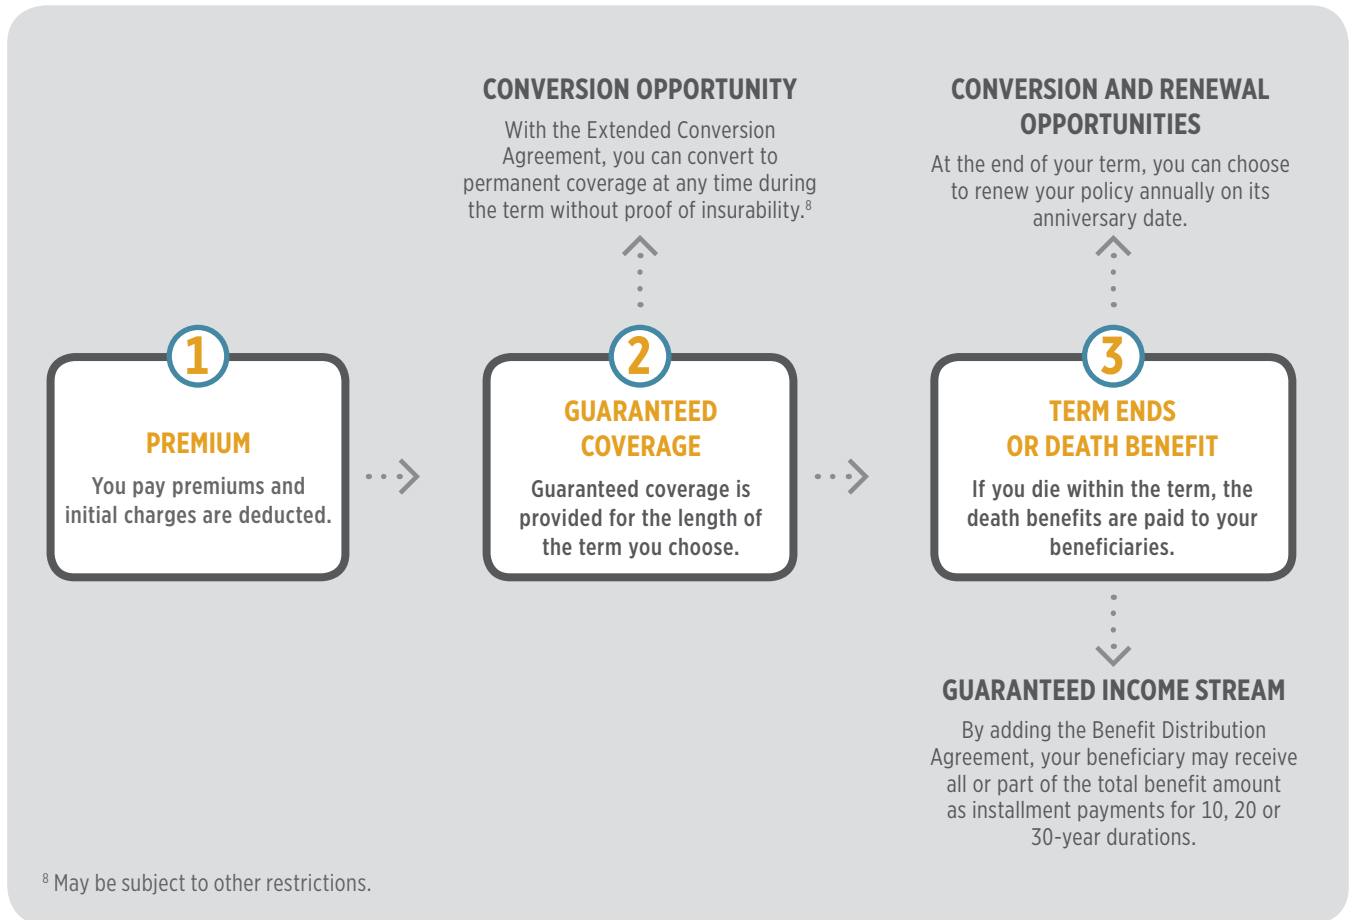 CONVERSION OPPORTUNITY
With the Extended Conversion
Agreement, you can convert to
permanent coverage at any time during
the term without proof of insurability.8
CONVERSION AND RENEWAL
OPPORTUNITIES
At the end of your term, you can choose
to renew your policy annually on its
anniversary date.
1
PREMIUM
You pay premiums and
initial charges are deducted.
2
GUARANTEED
COVERAGE
Guaranteed coverage is
provided for the length of
the term you choose.
3
TERM ENDS
OR DEATH BENEFIT
If you die within the term, the
death benefits are paid to your
beneficiaries.
GUARANTEED INCOME STREAM
By adding the Benefit Distribution
Agreement, your beneficiary may receive
all or part of the total benefit amount
as installment payments for 10, 20 or
30-year durations.
8 May be subject to other restrictions.